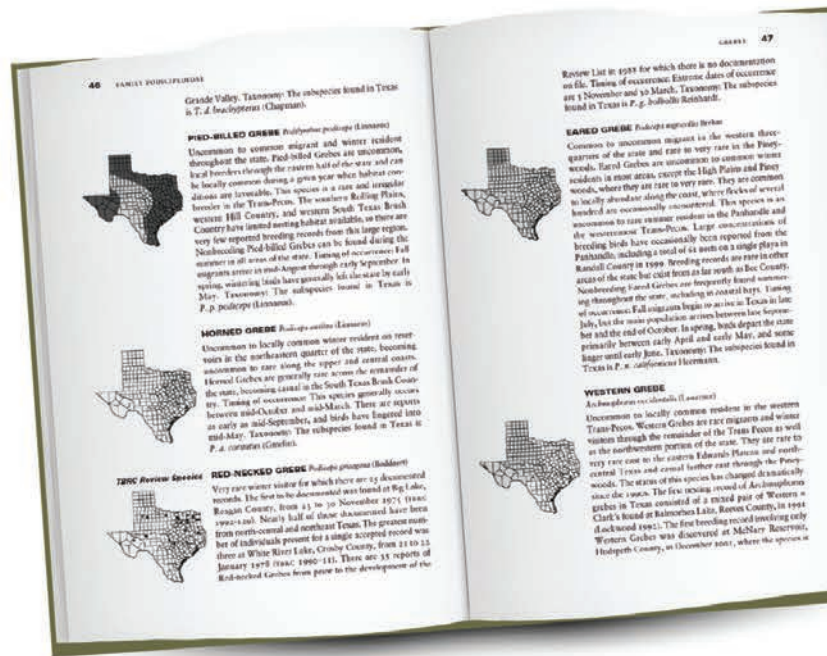 46 FAMILY PODICIPEDIDAE
Grande Valley. Taxonomy: The subspecies found in Texas
is T. d. brachypterus (Chapman).
PIED-BILLED GREBE Podilymbus podiceps (Linnaeus)
Uncommon to common migrant and winter resident
throughout the state. Pied-billed Grebes are uncommon,
local breeders through the eastern half of the state and can
be locally common during a given year when habitat con-
ditions are favorable. This species is a rare and irregular
breeder in the Trans-Pecos. The southern Rolling Plains,
western Hill Country, and western South Texas Brush
Country have limited nesting habitat available, so there are
very few reported breeding records from this large region.
Nonbreeding Pied-billed Grebes can be found during the
summer in all areas of the state. Timing of occurrence: Fall
migrants arrive in mid-August through early September. In
spring, wintering birds have generally left the state by early
May. Taxonomy: The subspecies found in Texas is
P. p. podiceps (Linnaeus).
HORNED GREBE Podiceps auritus (Linnaeus)
Uncommon to locally common winter resident on reser-
voirs in the northeastern quarter of the state, becoming
uncommon to rare along the upper and central coasts.
Horned Grebes are generally rare across the remainder of
the state, becoming casual in the South Texas Brush Coun-
try. Timing of occurrence: This species generally occurs
between mid-October and mid-March. There are reports
as early as mid-September, and birds have lingered into
mid-May. Taxonomy: The subspecies found in Texas is
P. a. cornutus (Gmelin).
TBRC Review Species RED-NECKED GREBE Podiceps grisegena (Boddaert)
Very rare winter visitor for which there are 25 documented
records. The first to be documented was found at Big Lake,
Reagan County, from 23 to 30 November 1975
Nearly half of those documented have been
from north-central and northeast Texas. The greatest num-
ber of individuals present for a single accepted record was
three at White River Lake, Crosby County, from 21 to 22
January 1978 (TBRC 1990-11). There are 35 reports of
Red-necked Grebes from prior to the development of the
GREBES 47
Review List in 1988 for which there is no documentation
on file. Timing of occurrence: Extreme dates of occurrence
are 5 November and 30 March. Taxonomy: The subspecies
found in Texas is P. g. holbollii Reinhardt.
EARED GREBE Podiceps nigricollis Brehm
Common to uncommon migrant in the western three-
quarters of the state and rare to very rare in the Piney-
woods. Eared Grebes are uncommon to common winter
residents in most areas, except the High Plains and Piney-
woods, where they are rare to very rare. They are common
to locally abundant along the coast, where flocks of several
hundred are occasionally encountered. This species is an
uncommon to rare summer resident in the Panhandle and
the westernmost Trans-Pecos. Large concentrations of
breeding birds have occasionally been reported from the
Panhandle, including a total of 62 nests on a single playa in
Randall County in 1999. Breeding records are rare in other
areas of the state but exist from as far south as Bee County.
Nonbreeding Eared Grebes are frequently found summer-
ing throughout the state, including in coastal bays. Timing
of occurrence: Fall migrants begin to arrive in Texas in late
July, but the main population arrives between late Septem-
ber and the end of October. In spring, birds depart the state
primarily between early April and early May, and some
linger until early June. Taxonomy: The subspecies found in
Texas is P. n. californicus Heermann.
WESTERN GREBE
Aechmophorus occidentalis (Lawrence)
Uncommon to locally common resident in the western
Trans-Pecos. Western Grebes are rare migrants and winter
visitors through the remainder of the Trans-Pecos as well
as the northwestern portion of the state. They are rare to
very rare east to the eastern Edwards Plateau and north-
central Texas and casual farther east through the Piney-
woods. The status of this species has changed dramatically
since the 1990s. The first nesting record of Aechmophorus
grebes in Texas consisted of a mixed pair of Western ×
Clark's found at Balmorhea Lake, Reeves County, in 1991
(Lockwood 1992). The first breeding record involving only
Western Grebes was discovered at McNary Reservoir,
Hudspeth County, in December 2001, where the species is